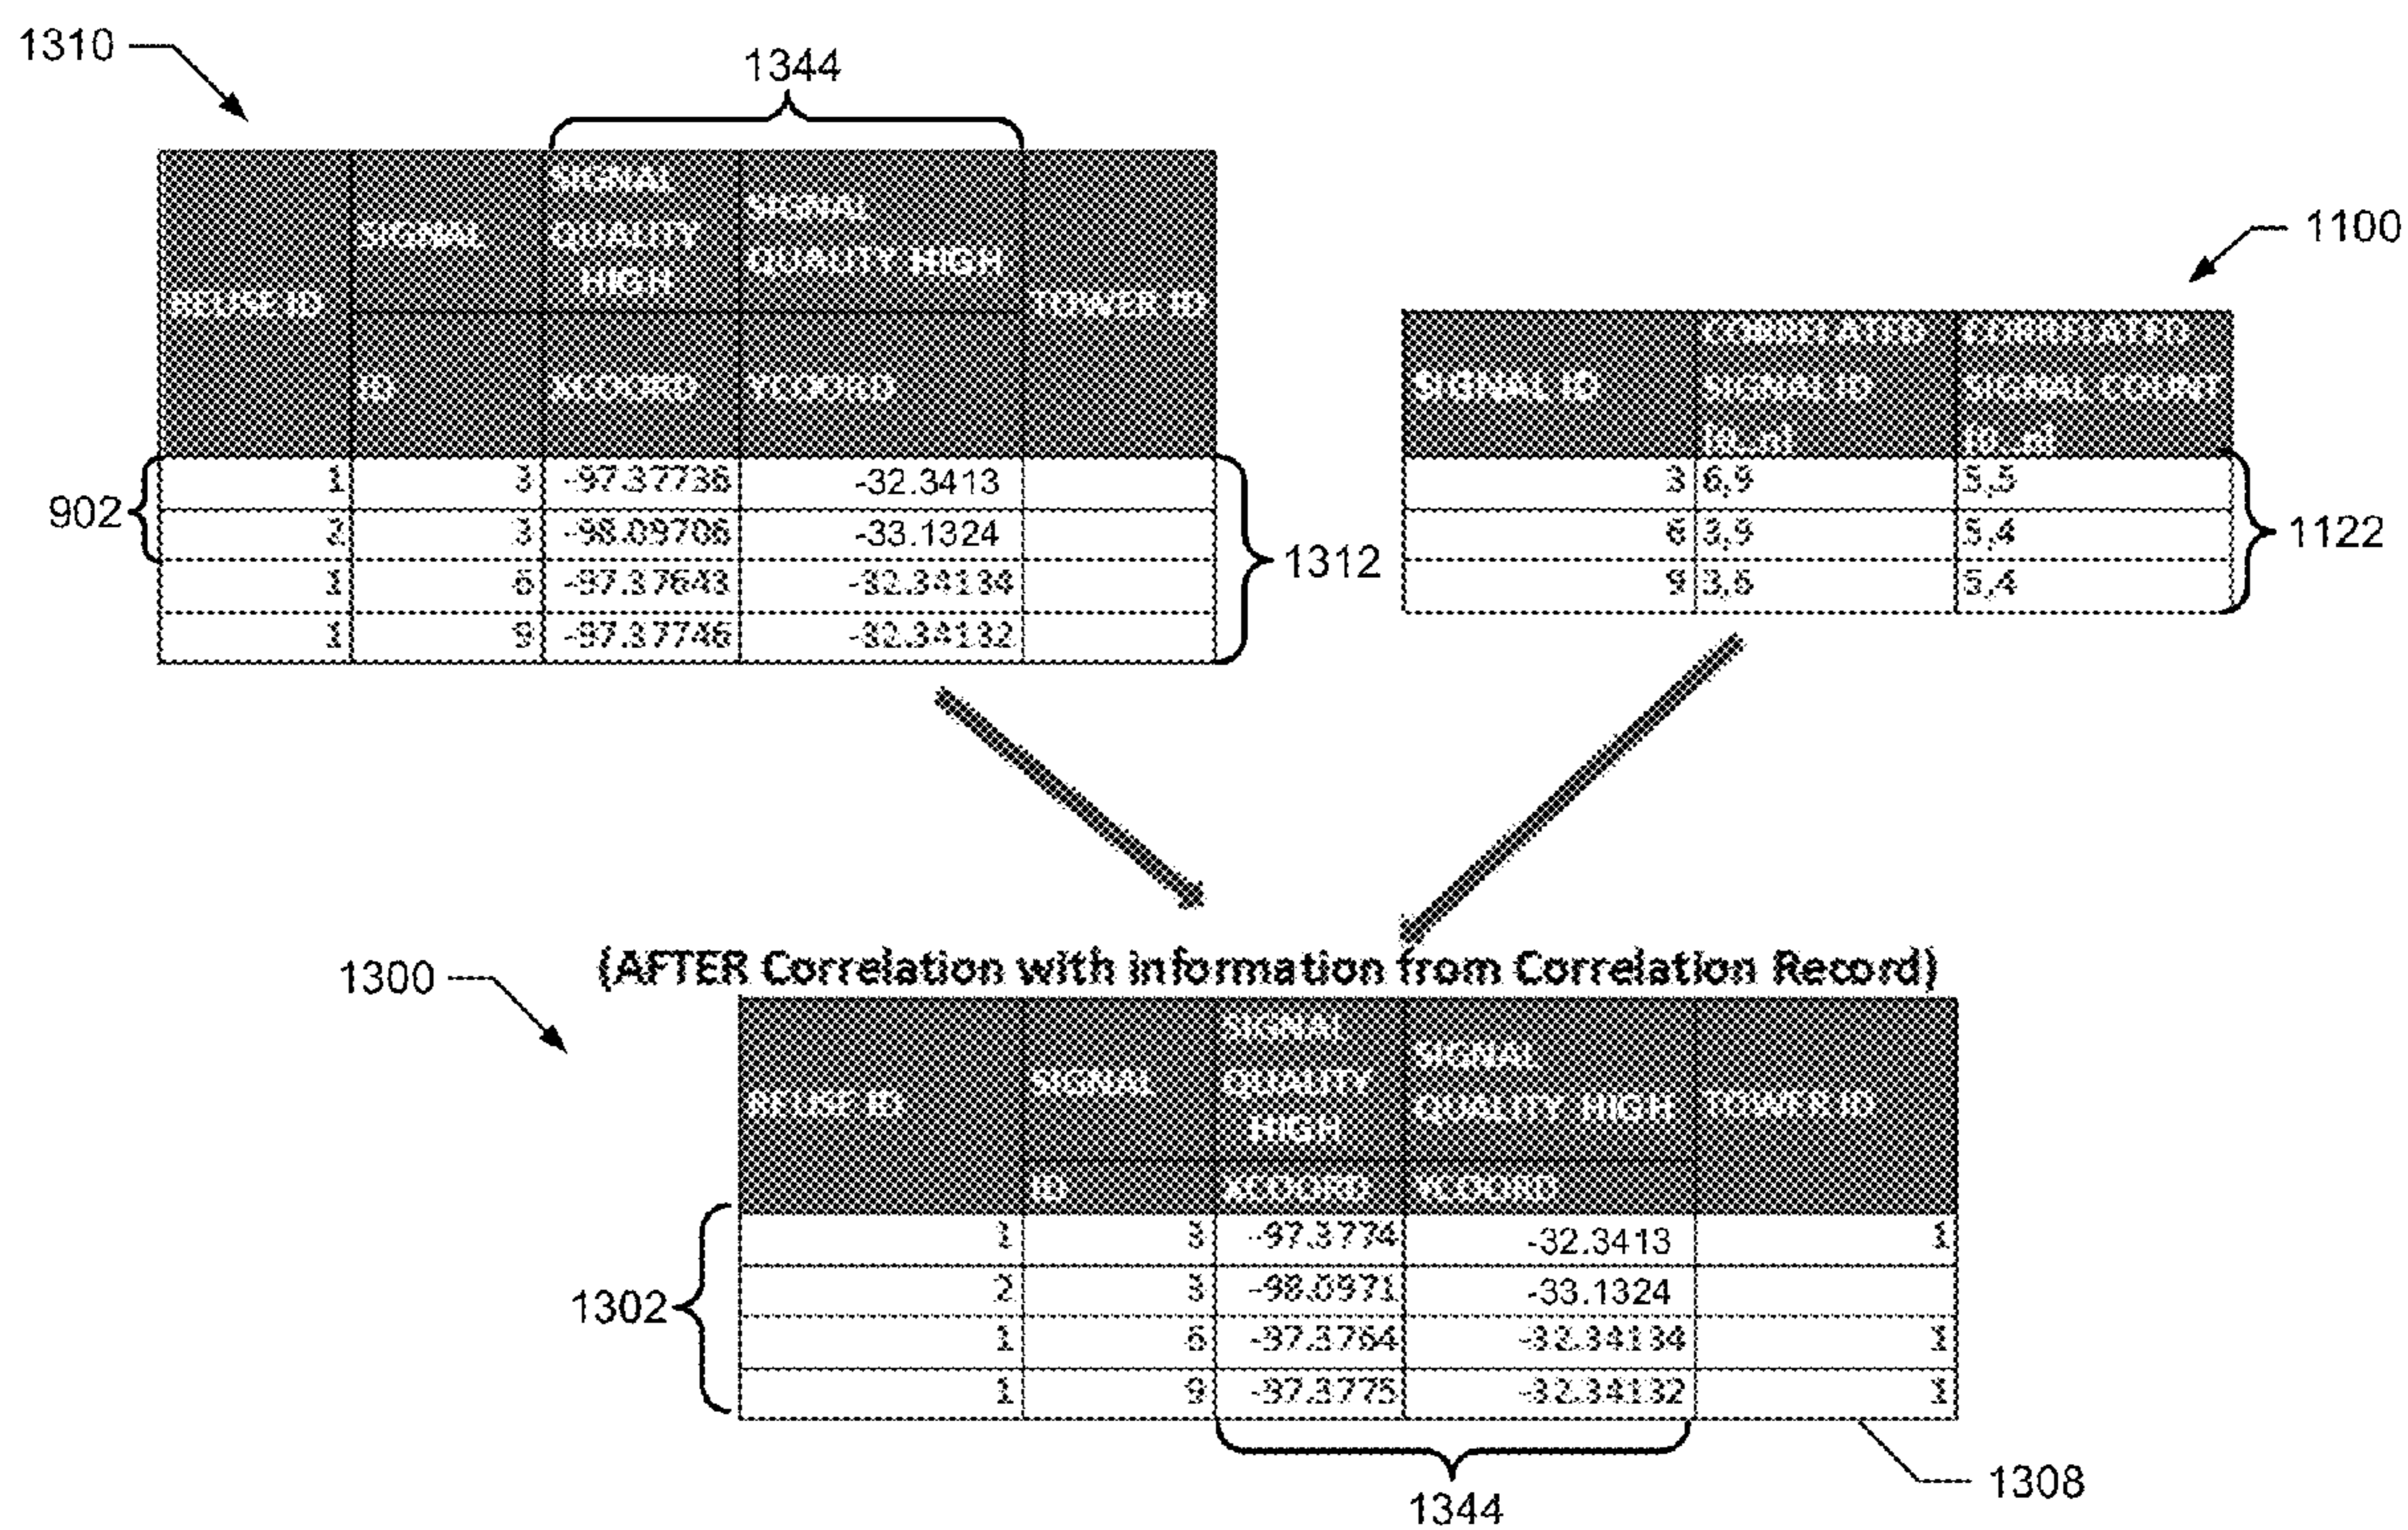 1310
1344
REUSE ID
SIGNAL
ID
SIGNAL
QUALITY
HIGH
XCOORD
SIGNAL
QUALITY HIGH
YCOORD
TOWER ID
1 3 -97.37736 -32.3413
2 3 -98.09706 -33.1324
1 6 -97.37643 -32.34134
1 9 -97.37746 -32.34132
902
1312
1100
SIGNAL ID
CORRELATED
SIGNAL ID
[0..n]
CORRELATED
SIGNAL COUNT
[0..n]
3 6,9 5,5
6 3,9 5,4
9 3,6 5,4
1122
1300
(AFTER Correlation with information from Correlation Record)
REUSE ID
SIGNAL
ID
SIGNAL
QUALITY
HIGH
XCOORD
SIGNAL
QUALITY HIGH
YCOORD
TOWER ID
1 3 -97.3774 -32.3413 1
2 3 -98.0971 -33.1324
1 6 -97.3764 -32.34134 1
1 9 -97.3775 -32.34132 1
1302
1344
1308